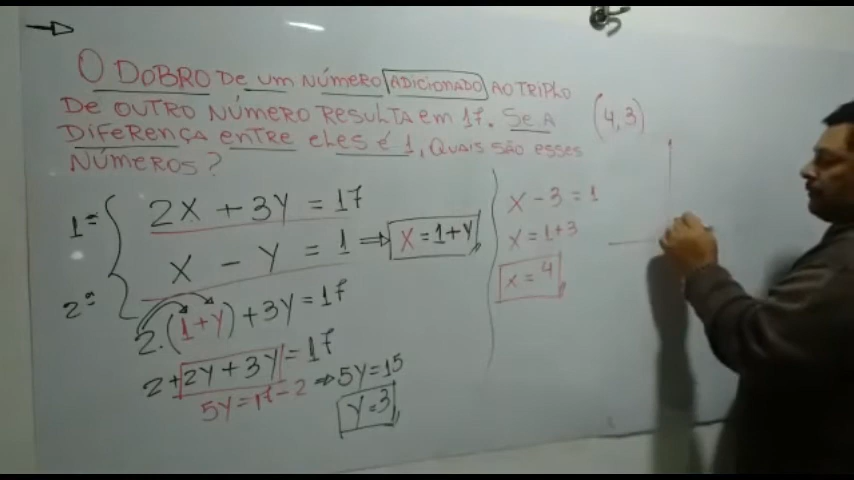 O DOBRO DE UM NÚMERO ADICIONADO AO TRIPLO
DE OUTRO NÚMERO RESULTA EM 17. SE A
DIFERENÇA ENTRE ELES É 1, QUAIS SÃO ESSES
NÚMEROS?
(4,3)
1ª 2X + 3Y = 17
2ª X - Y = 1 ⇒ X = 1+Y
2.(1+Y)+3Y=17
2+2Y+3Y=17
5Y=17-2 ⇒ 5Y=15
Y=3
X-3=1
X=1+3
X=4